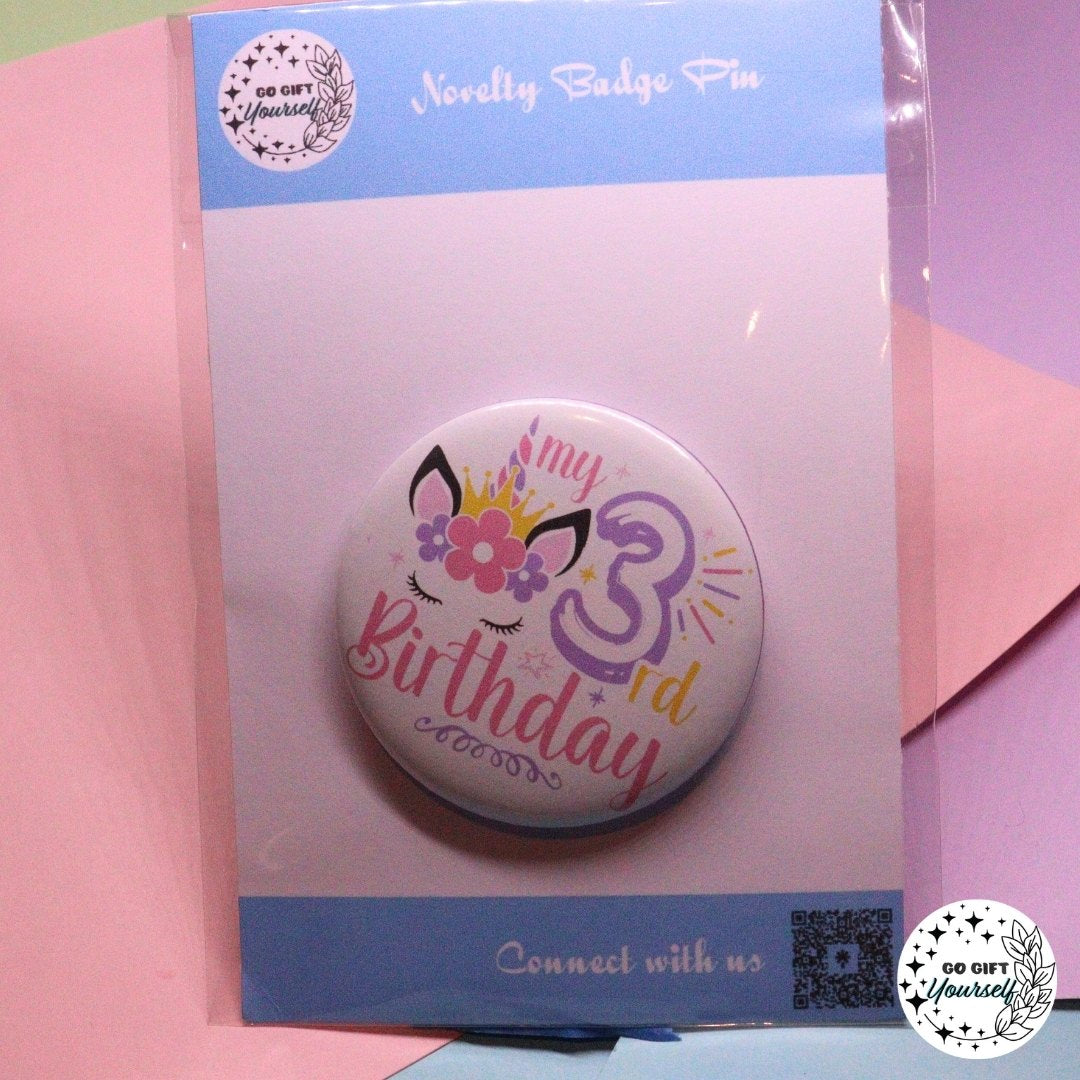 GO GIFT
Yourself
Novelty Badge Pin
my
3rd
Birthday
Connect with us
GO GIFT
Yourself